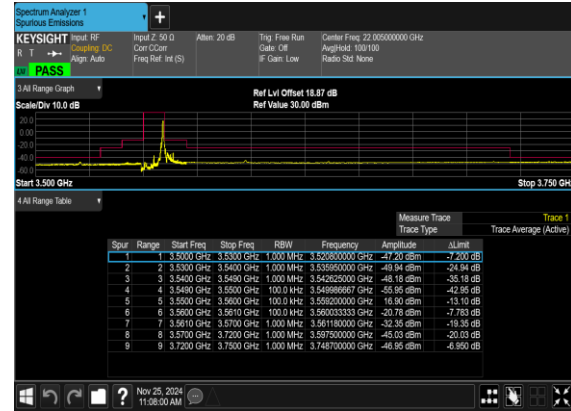 Spectrum Analyzer 1
Spurious Emissions
+
KEYSIGHT Input: RF Input Z: 50 Ω Atten: 20 dB Trig: Free Run Center Freq: 22.005000000 GHz
R T Coupling: DC Corr CCorr Gate: Off Avg|Hold: 100/100
Align: Auto Freq Ref: Int (S) IF Gain: Low Radio Std: None
PASS
3 All Range Graph
Ref Lvl Offset 18.87 dB
Scale/Div 10.0 dB Ref Value 30.00 dBm
20.0
0.00
-20.0
-40.0
-60.0
Start 3.500 GHz Stop 3.750 GH
4 All Range Table
Measure Trace Trace 1
Trace Type Trace Average (Active)
Spur Range Start Freq Stop Freq RBW Frequency Amplitude ΔLimit
1 1 3.5000 GHz 3.5300 GHz 1.000 MHz 3.520800000 GHz -47.20 dBm -7.200 dB
2 2 3.5300 GHz 3.5400 GHz 1.000 MHz 3.535950000 GHz -49.94 dBm -24.94 dB
3 3 3.5400 GHz 3.5490 GHz 1.000 MHz 3.542625000 GHz -48.18 dBm -35.18 dB
4 4 3.5490 GHz 3.5500 GHz 100.0 kHz 3.549986667 GHz -55.95 dBm -42.95 dB
5 5 3.5500 GHz 3.5600 GHz 100.0 kHz 3.559200000 GHz 16.90 dBm -13.10 dB
6 6 3.5600 GHz 3.5610 GHz 100.0 kHz 3.560033333 GHz -20.78 dBm -7.783 dB
7 7 3.5610 GHz 3.5700 GHz 1.000 MHz 3.561180000 GHz -32.35 dBm -19.35 dB
8 8 3.5700 GHz 3.7200 GHz 1.000 MHz 3.597500000 GHz -45.03 dBm -20.03 dB
9 9 3.7200 GHz 3.7500 GHz 1.000 MHz 3.748700000 GHz -46.95 dBm -6.950 dB
? Nov 25, 2024
11:08:00 AM